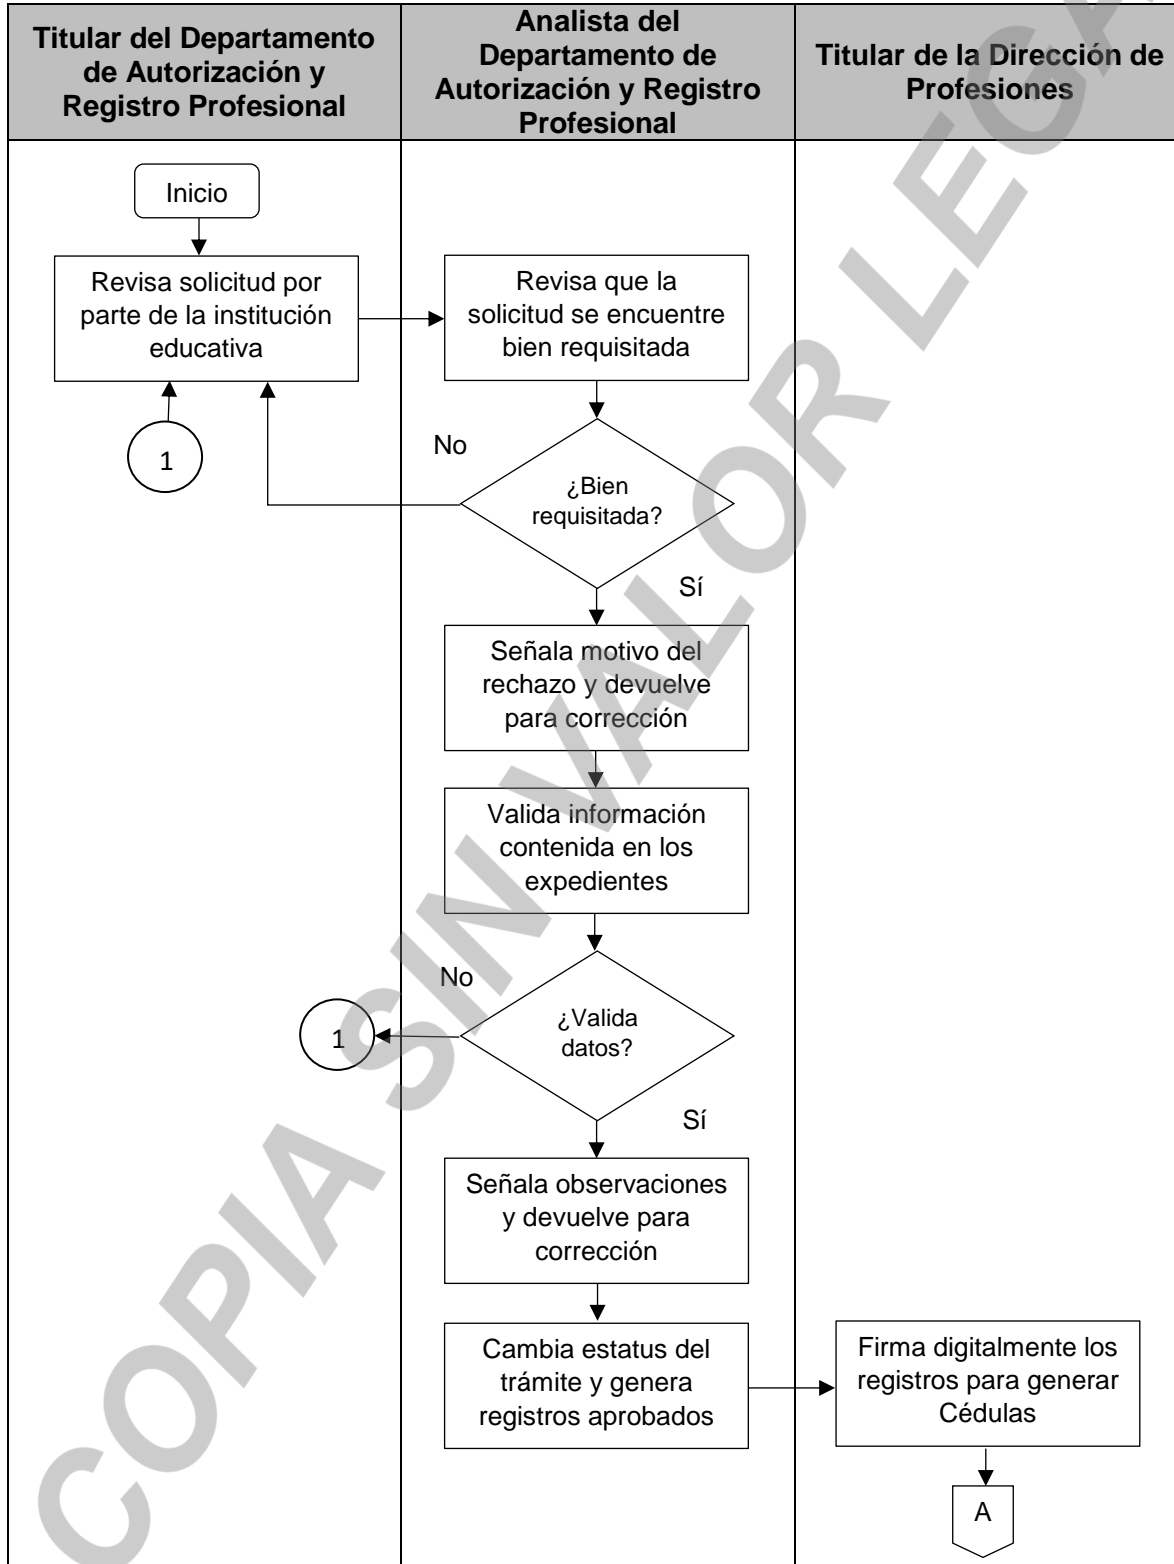 Titular del Departamento
de Autorización y
Registro Profesional
Analista del
Departamento de
Autorización y Registro
Profesional
Titular de la Dirección de
Profesiones
Inicio
Revisa solicitud por
parte de la institución
educativa
Revisa que la
solicitud se encuentre
bien requisitada
1
No
¿Bien
requisitada?
Sí
Señala motivo del
rechazo y devuelve
para corrección
Valida información
contenida en los
expedientes
No
1
¿Valida
datos?
Sí
Señala observaciones
y devuelve para
corrección
Cambia estatus del
trámite y genera
registros aprobados
Firma digitalmente los
registros para generar
Cédulas
A
COPIA SIN VALOR LEGA